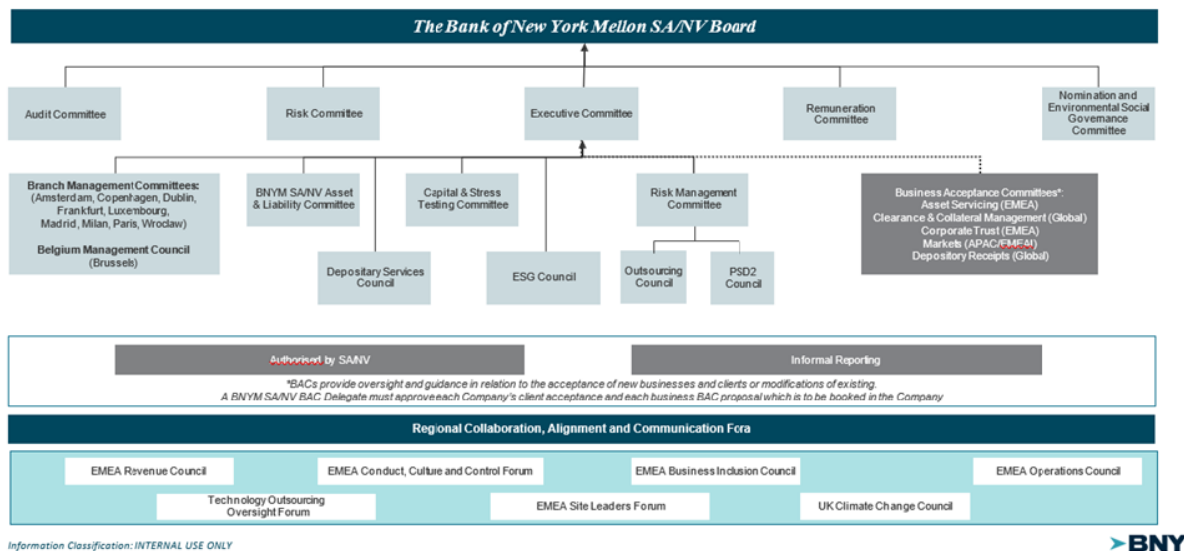 The Bank of New York Mellon SA/NV Board
Audit Committee
Risk Committee
Executive Committee
Remuneration
Committee
Nomination and
Environmental Social
Governance
Committee
Branch Management Committees:
(Amsterdam, Copenhagen, Dublin,
Frankfurt, Luxembourg,
Madrid, Milan, Paris, Wroclaw)
Belgium Management Council
(Brussels)
BNYM SA/NV Asset
& Liability Committee
Capital & Stress
Testing Committee
Risk Management
Committee
Business Acceptance Committees*:
Asset Servicing (EMEA)
Clearance & Collateral Management (Global)
Corporate Trust (EMEA)
Markets (APAC/EMEAI)
Depository Receipts (Global)
Depositary Services
Council
ESG Council
Outsourcing
Council
PSD2
Council
Authorised by SA/NV
Informal Reporting
*BACs provide oversight and guidance in relation to the acceptance of new businesses and clients or modifications of existing.
A BNYM SA/NV BAC Delegate must approve each Company's client acceptance and each business BAC proposal which is to be booked in the Company
Regional Collaboration, Alignment and Communication Fora
EMEA Revenue Council
EMEA Conduct, Culture and Control Forum
EMEA Business Inclusion Council
EMEA Operations Council
Technology Outsourcing
Oversight Forum
EMEA Site Leaders Forum
UK Climate Change Council
Information Classification: INTERNAL USE ONLY
BNY